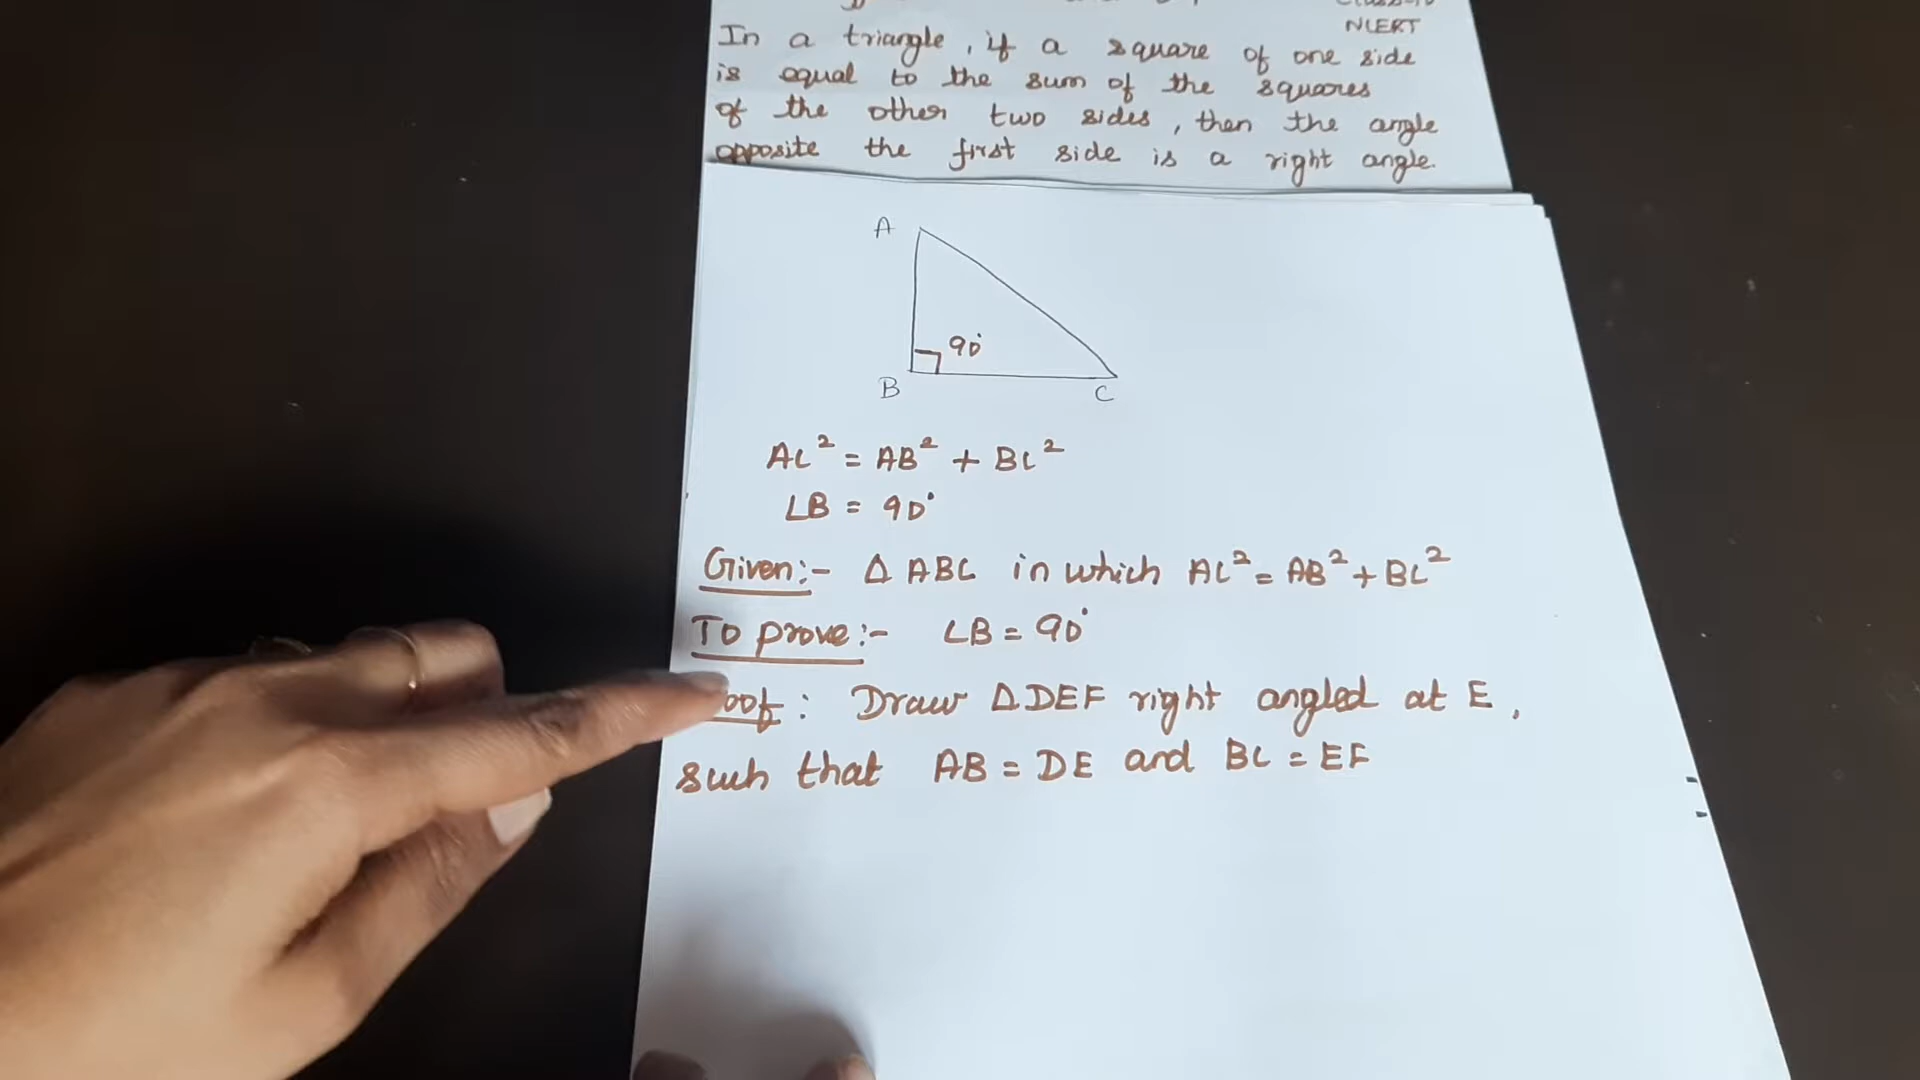 NCERT
In a triangle, if a square of one side
is equal to the sum of the squares
of the other two sides, then the angle
opposite the first side is a right angle.
A
90°
B
C
AC² = AB² + BC²
∠B = 90°
Given:- Δ ABC in which AC² = AB² + BC²
To prove:- ∠B = 90°
: Draw Δ DEF right angled at E,
such that AB = DE and BC = EF